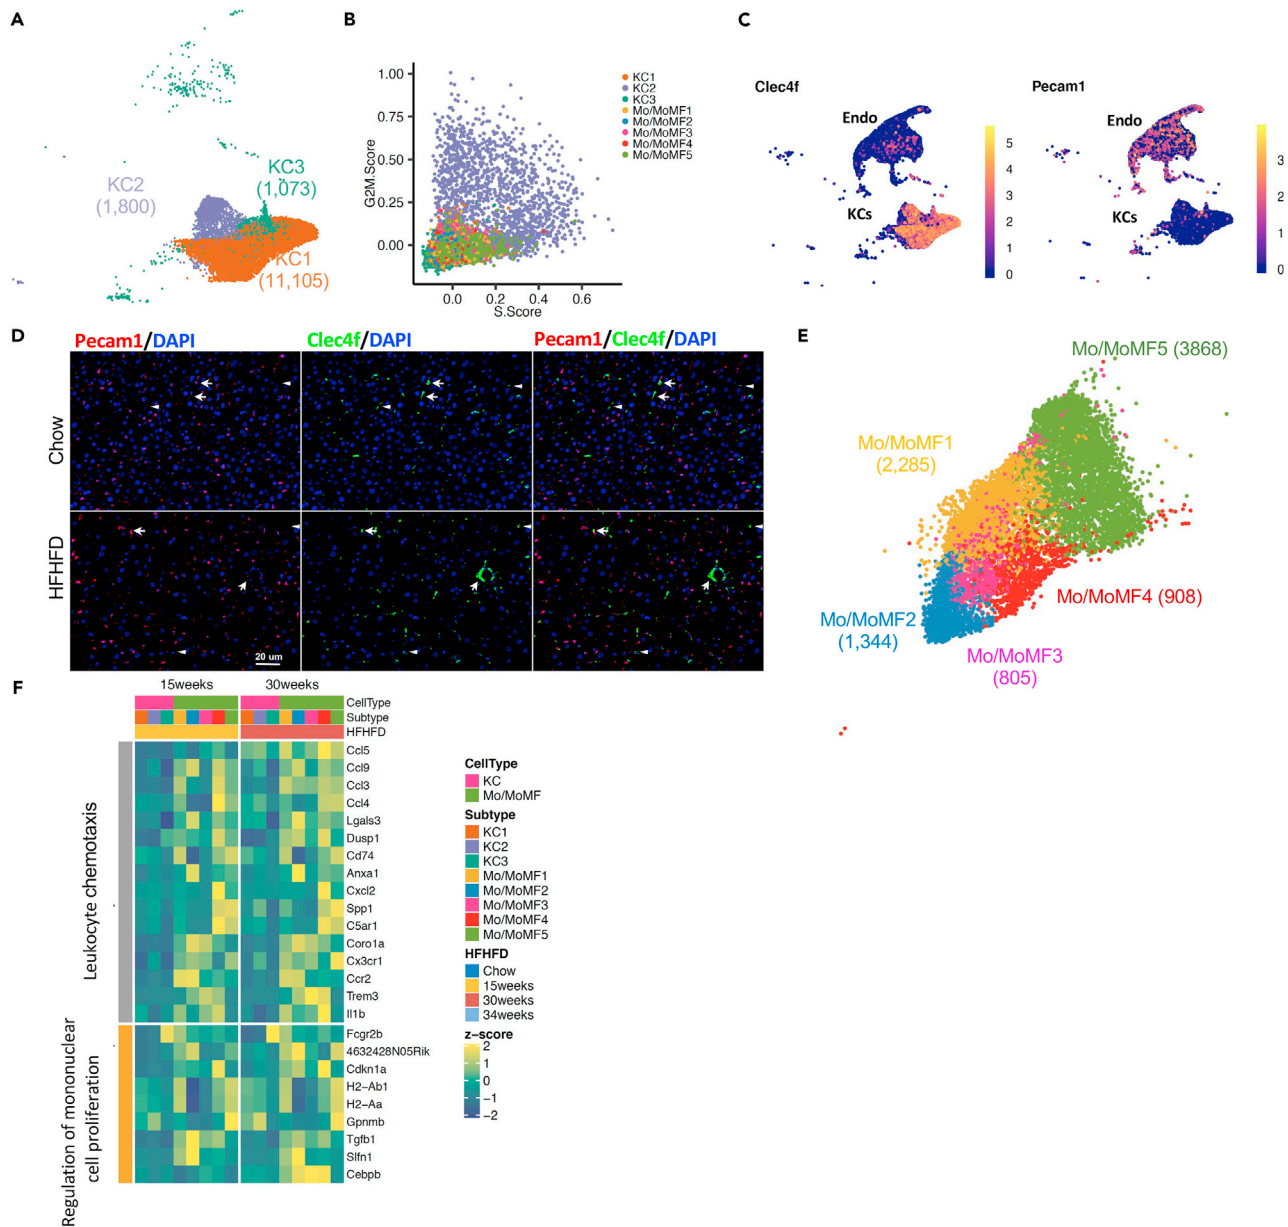 A
KC3
(1,073)
KC2
(1,800)
KC1
(11,105)
B
1.00
0.75
0.50
0.25
0.00
G2M.Score
0.0
0.2
0.4
0.6
S.Score
KC1
KC2
KC3
Mo/MoMF1
Mo/MoMF2
Mo/MoMF3
Mo/MoMF4
Mo/MoMF5
C
Clec4f
Endo
KCs
5
4
3
2
1
0
Pecam1
Endo
KCs
3
2
1
0
D
Pecam1/DAPI
Clec4f/DAPI
Pecam1/Clec4f/DAPI
Chow
HFHFD
20 um
E
Mo/MoMF5 (3868)
Mo/MoMF1
(2,285)
Mo/MoMF4 (908)
Mo/MoMF2
(1,344)
Mo/MoMF3
(805)
F
15weeks
30weeks
CellType
Subtype
HFHFD
Leukocyte chemotaxis
Ccl5
Ccl9
Ccl3
Ccl4
Lgals3
Dusp1
Cd74
Anxa1
Cxcl2
Spp1
C5ar1
Coro1a
Cx3cr1
Ccr2
Trem3
Il1b
Regulation of mononuclear
cell proliferation
Fcgr2b
4632428N05Rik
Cdkn1a
H2−Ab1
H2−Aa
Gpnmb
Tgfb1
Slfn1
Cebpb
CellType
KC
Mo/MoMF
Subtype
KC1
KC2
KC3
Mo/MoMF1
Mo/MoMF2
Mo/MoMF3
Mo/MoMF4
Mo/MoMF5
HFHFD
Chow
15weeks
30weeks
34weeks
z−score
2
1
0
−1
−2